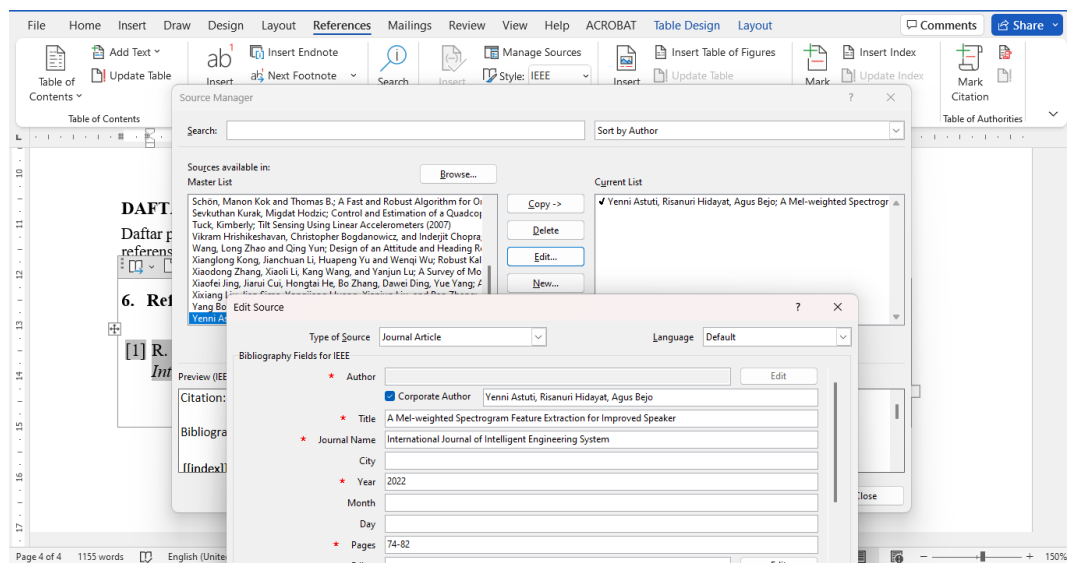 File Home Insert Draw Design Layout References Mailings Review View Help ACROBAT Table Design Layout Comments Share
Add Text Insert Endnote Manage Sources Insert Table of Figures Insert Index
ab1
Table of Update Table Insert Next Footnote Search Insert Style: IEEE Insert Update Table Mark Update Index Mark
Contents Citation
Source Manager ?
Table of Contents Table of Authorities
Search: Sort by Author
Sources available in:
Master List Browse... Current List
Schön, Manon Kok and Thomas B.; A Fast and Robust Algorithm for Copy -> Yenni Astuti, Risanuri Hidayat, Agus Bejo; A Mel-weighted Spectrogr
Sevkuthan Kurak, Migdat Hodzic; Control and Estimation of a Quadcop
Tuck, Kimberly; Tilt Sensing Using Linear Accelerometers (2007) Delete
Vikram Hrishikeshavan, Christopher Bogdanowicz, and Inderjit Chopra,
Wang, Long Zhao and Qing Yun; Design of an Attitude and Heading R
Xianglong Kong, Jianchuan Li, Huapeng Yu and Wenqi Wu; Robust Kal Edit...
Xiaodong Zhang, Xiaoli Li, Kang Wang, and Yanjun Lu; A Survey of Mo
Xiaofei Jing, Jiarui Cui, Hongtai He, Bo Zhang, Dawei Ding, Yue Yang; New...
Xixiang
Yang Bo
Yenni As
DAFT
Daftar p
referens
6. Ref
[1] R.
Int
Edit Source ?
Type of Source Journal Article Language Default
Bibliography Fields for IEEE
Preview (IEE
Citation:
Bibliogra
[[index]]
* Author Edit
Corporate Author Yenni Astuti, Risanuri Hidayat, Agus Bejo
* Title A Mel-weighted Spectrogram Feature Extraction for Improved Speaker
* Journal Name International Journal of Intelligent Engineering System
City
* Year 2022
Month
Close
Day
* Pages 74-82
Edit
Page 4 of 4 1155 words English (Unite 150%